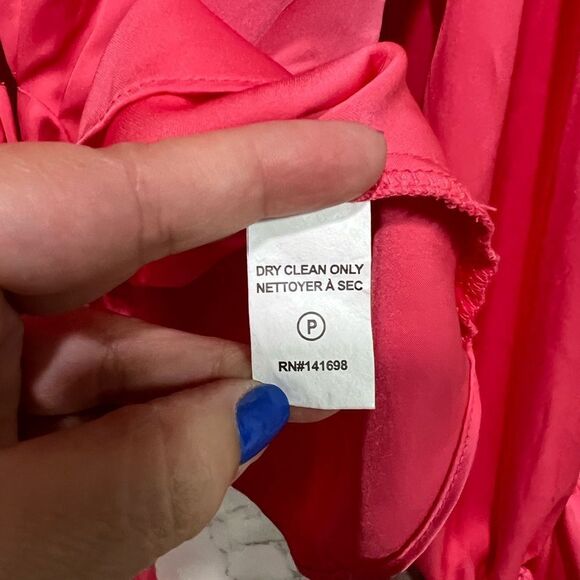 DRY CLEAN ONLY
NETTOYER À SEC
P
RN#141698